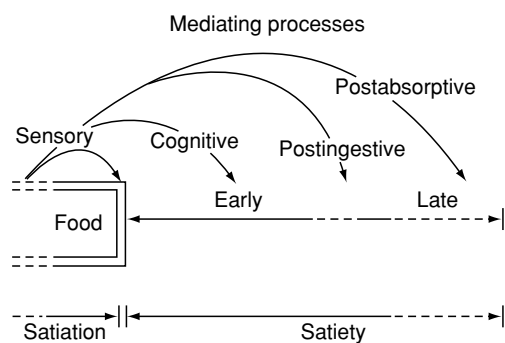 Mediating processes
Postabsorptive
Sensory
Cognitive
Postingestive
Early
Late
Food
Satiation
Satiety